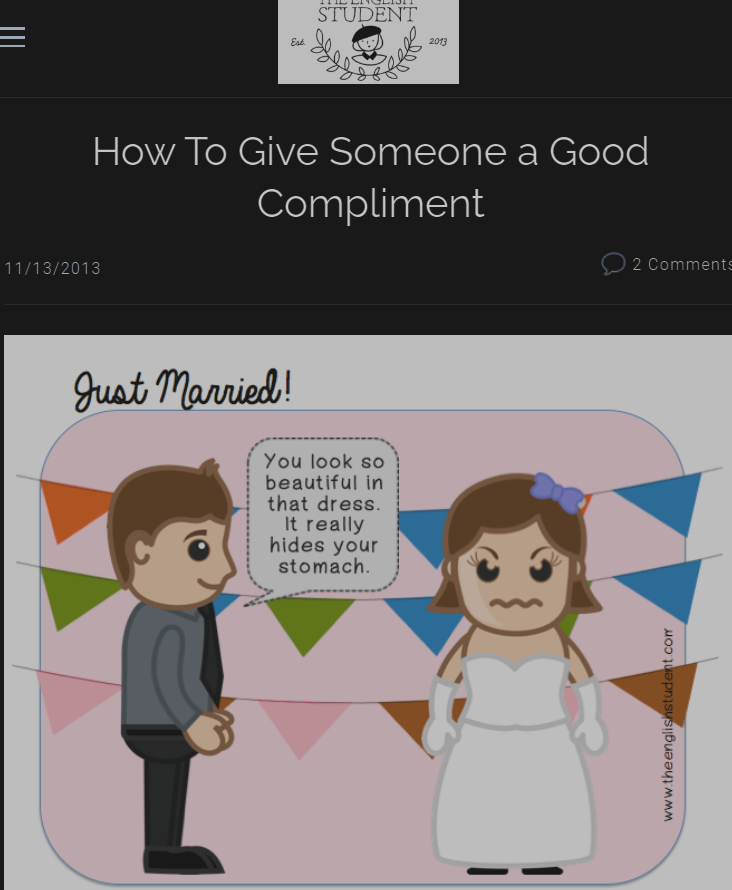 THE ENGLISH
STUDENT
Est. 2013
How To Give Someone a Good
Compliment
11/13/2013
2 Comments
Just Married!
You look so
beautiful in
that dress.
It really
hides your
stomach.
www.theenglishstudent.com